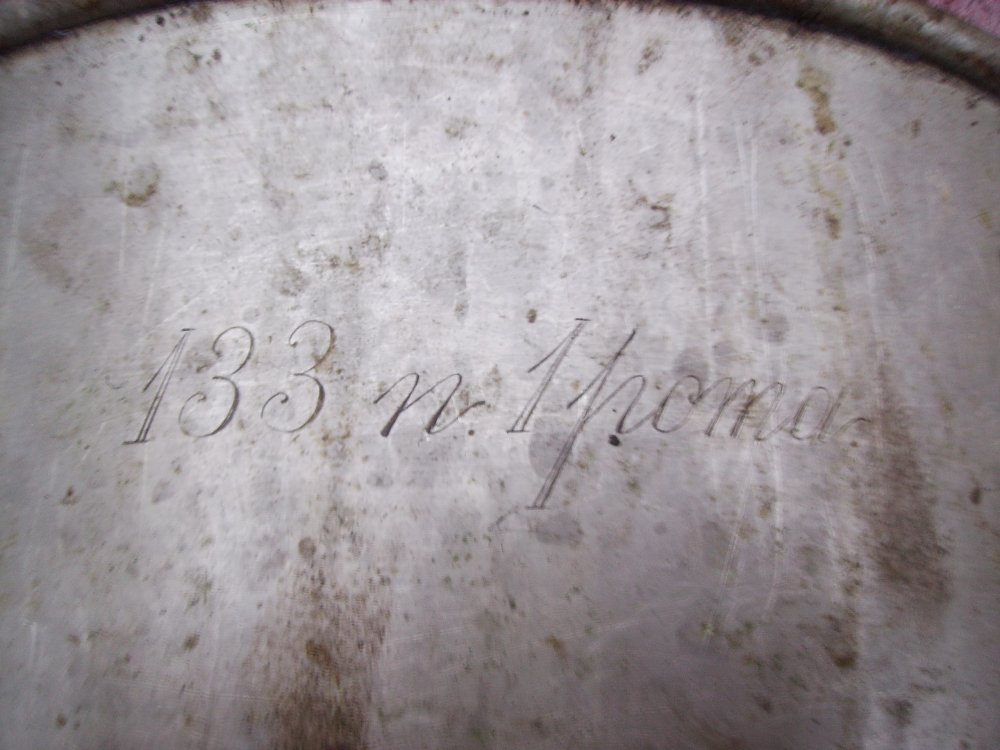 133 п. 1 рота